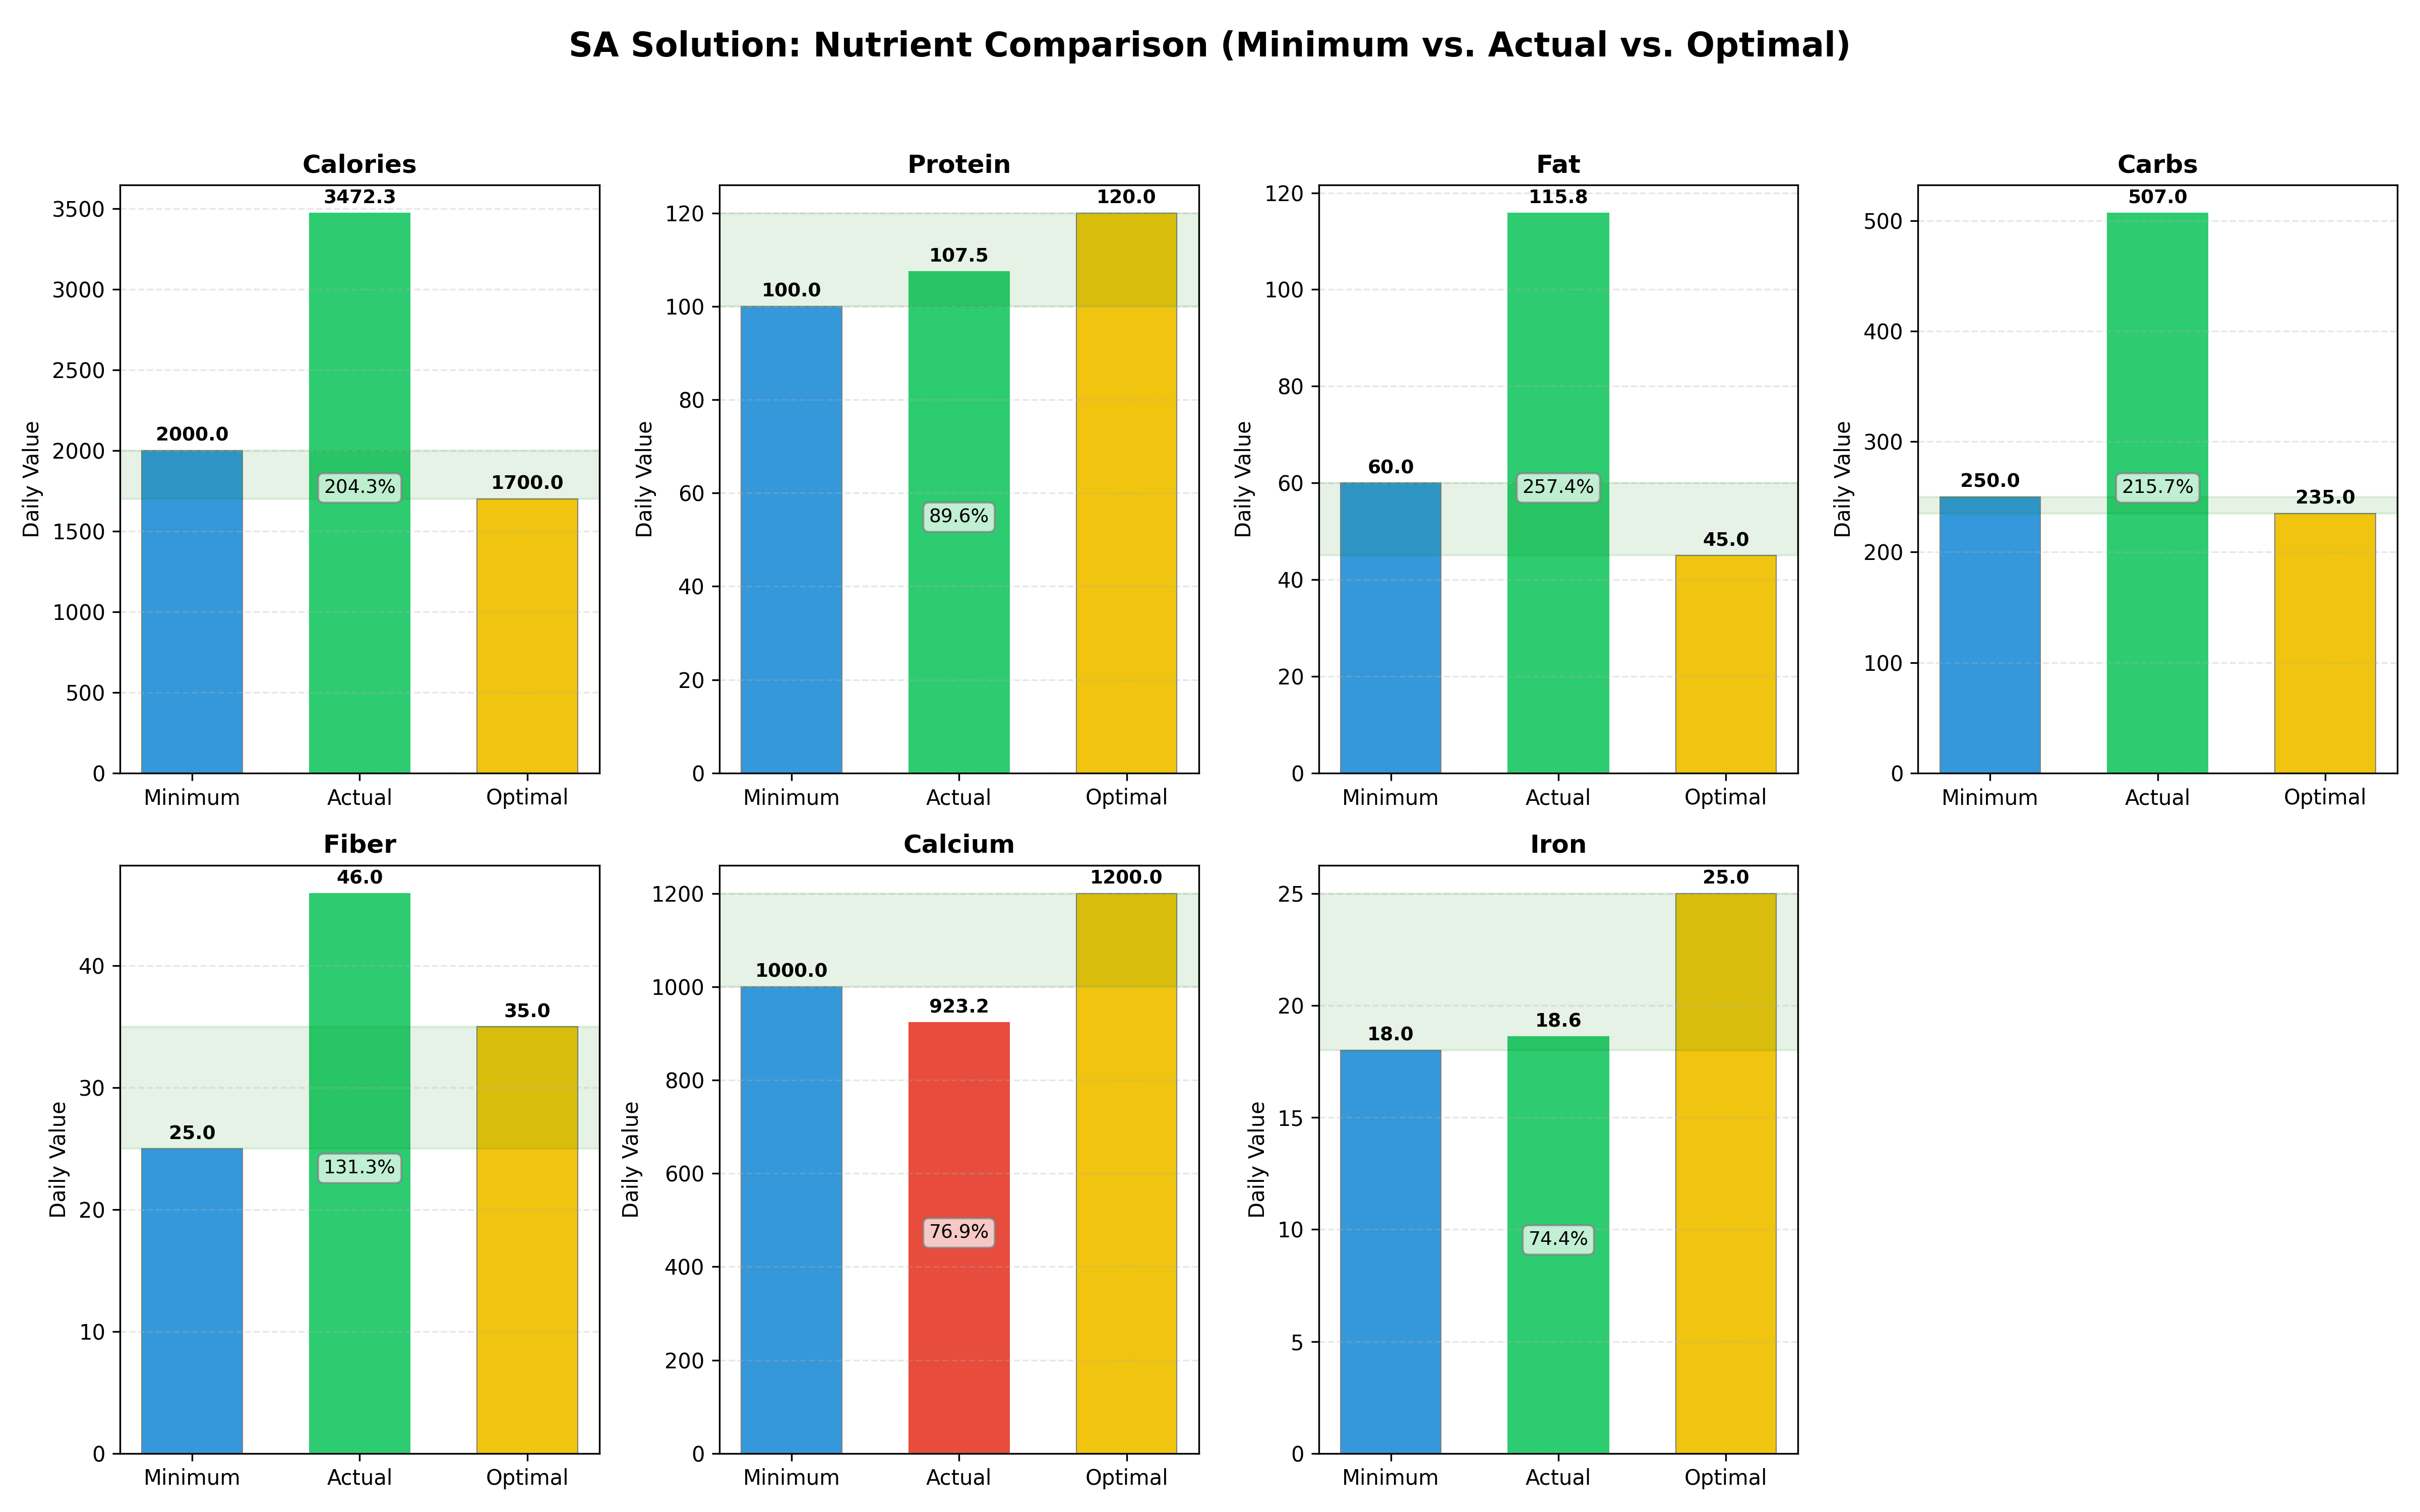 SA Solution: Nutrient Comparison (Minimum vs. Actual vs. Optimal)
Calories
Daily Value
3500
3000
2500
2000
1500
1000
500
0
2000.0
3472.3
1700.0
204.3%
Minimum
Actual
Optimal
Protein
Daily Value
120
100
80
60
40
20
0
100.0
107.5
120.0
89.6%
Minimum
Actual
Optimal
Fat
Daily Value
120
100
80
60
40
20
0
60.0
115.8
45.0
257.4%
Minimum
Actual
Optimal
Carbs
Daily Value
500
400
300
200
100
0
250.0
507.0
235.0
215.7%
Minimum
Actual
Optimal
Fiber
Daily Value
40
30
20
10
0
25.0
46.0
35.0
131.3%
Minimum
Actual
Optimal
Calcium
Daily Value
1200
1000
800
600
400
200
0
1000.0
923.2
1200.0
76.9%
Minimum
Actual
Optimal
Iron
Daily Value
25
20
15
10
5
0
18.0
18.6
25.0
74.4%
Minimum
Actual
Optimal